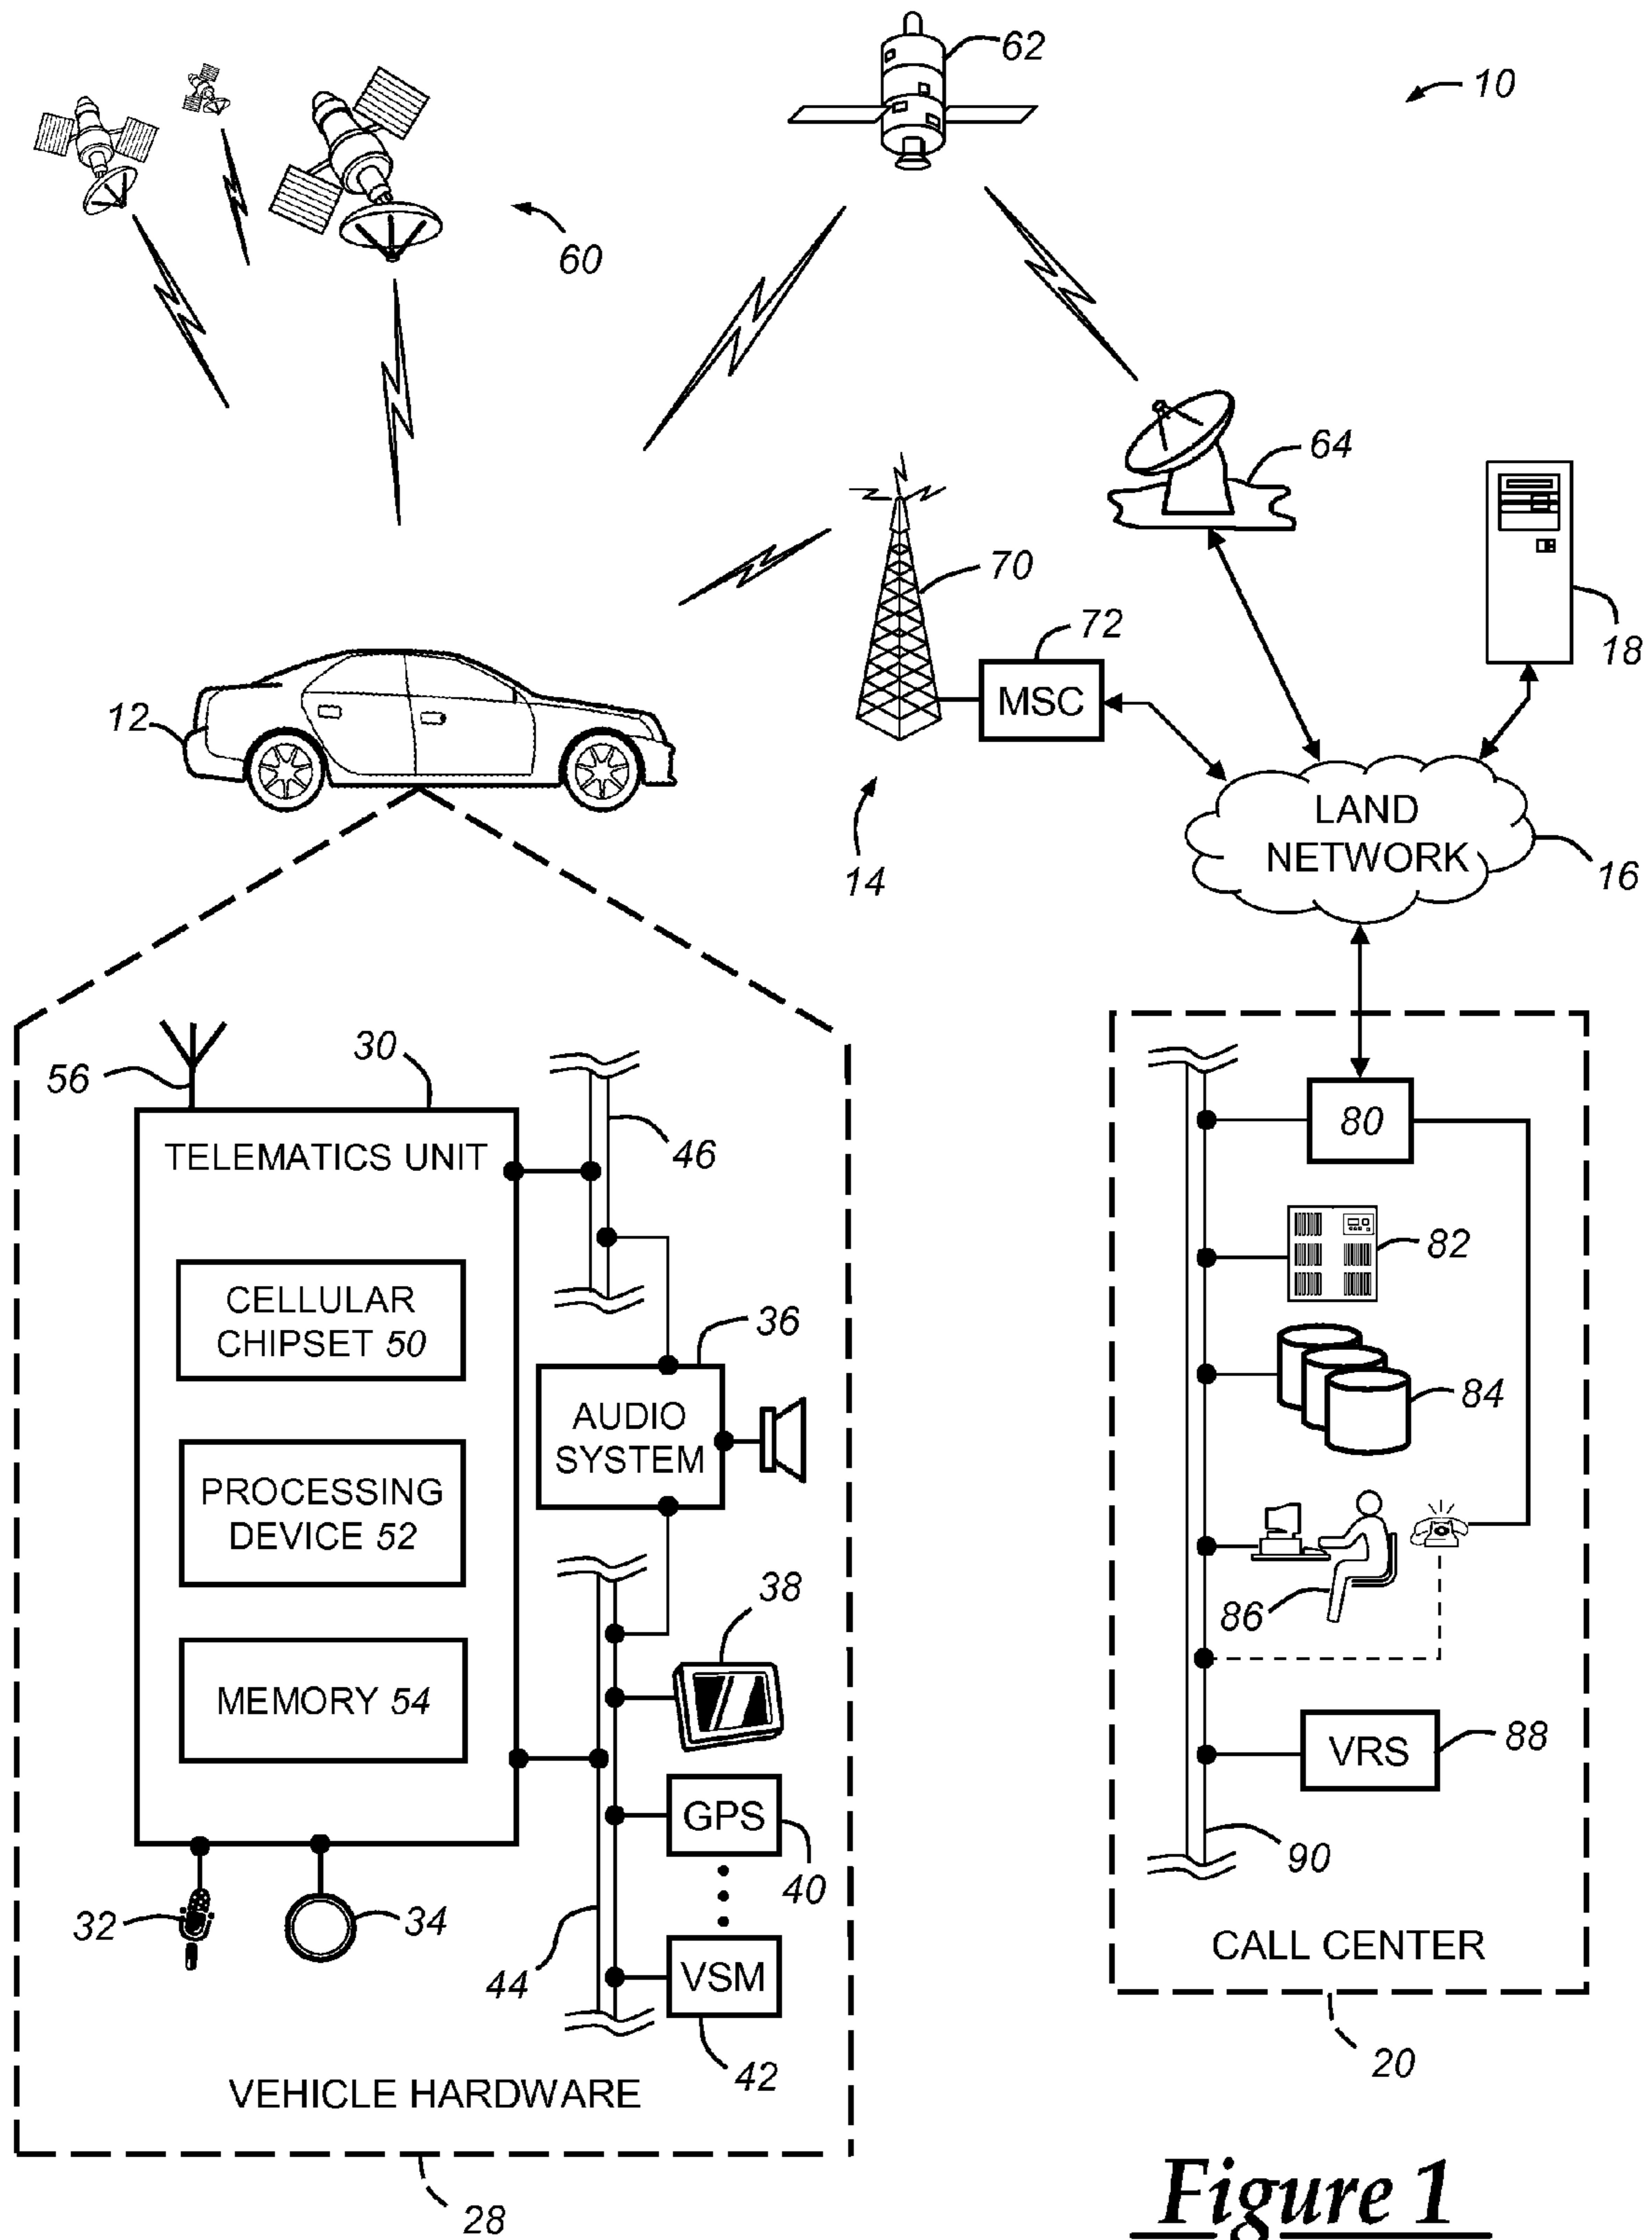 62
10
60
64
70
72
18
MSC
12
LAND
NETWORK
14
16
56
30
TELEMATICS UNIT
46
80
CELLULAR
CHIPSET 50
82
36
AUDIO
SYSTEM
84
PROCESSING
DEVICE 52
38
86
MEMORY 54
VRS
88
GPS
40
90
32
34
44
VSM
42
CALL CENTER
20
VEHICLE HARDWARE
28
Figure 1